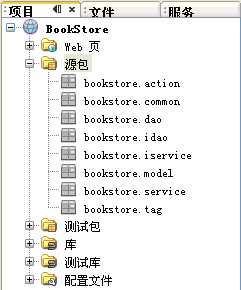 项目 文件 服务
BookStore
Web 页
源包
bookstore.action
bookstore.common
bookstore.dao
bookstore.idao
bookstore.iservice
bookstore.model
bookstore.service
bookstore.tag
测试包
库
测试库
配置文件